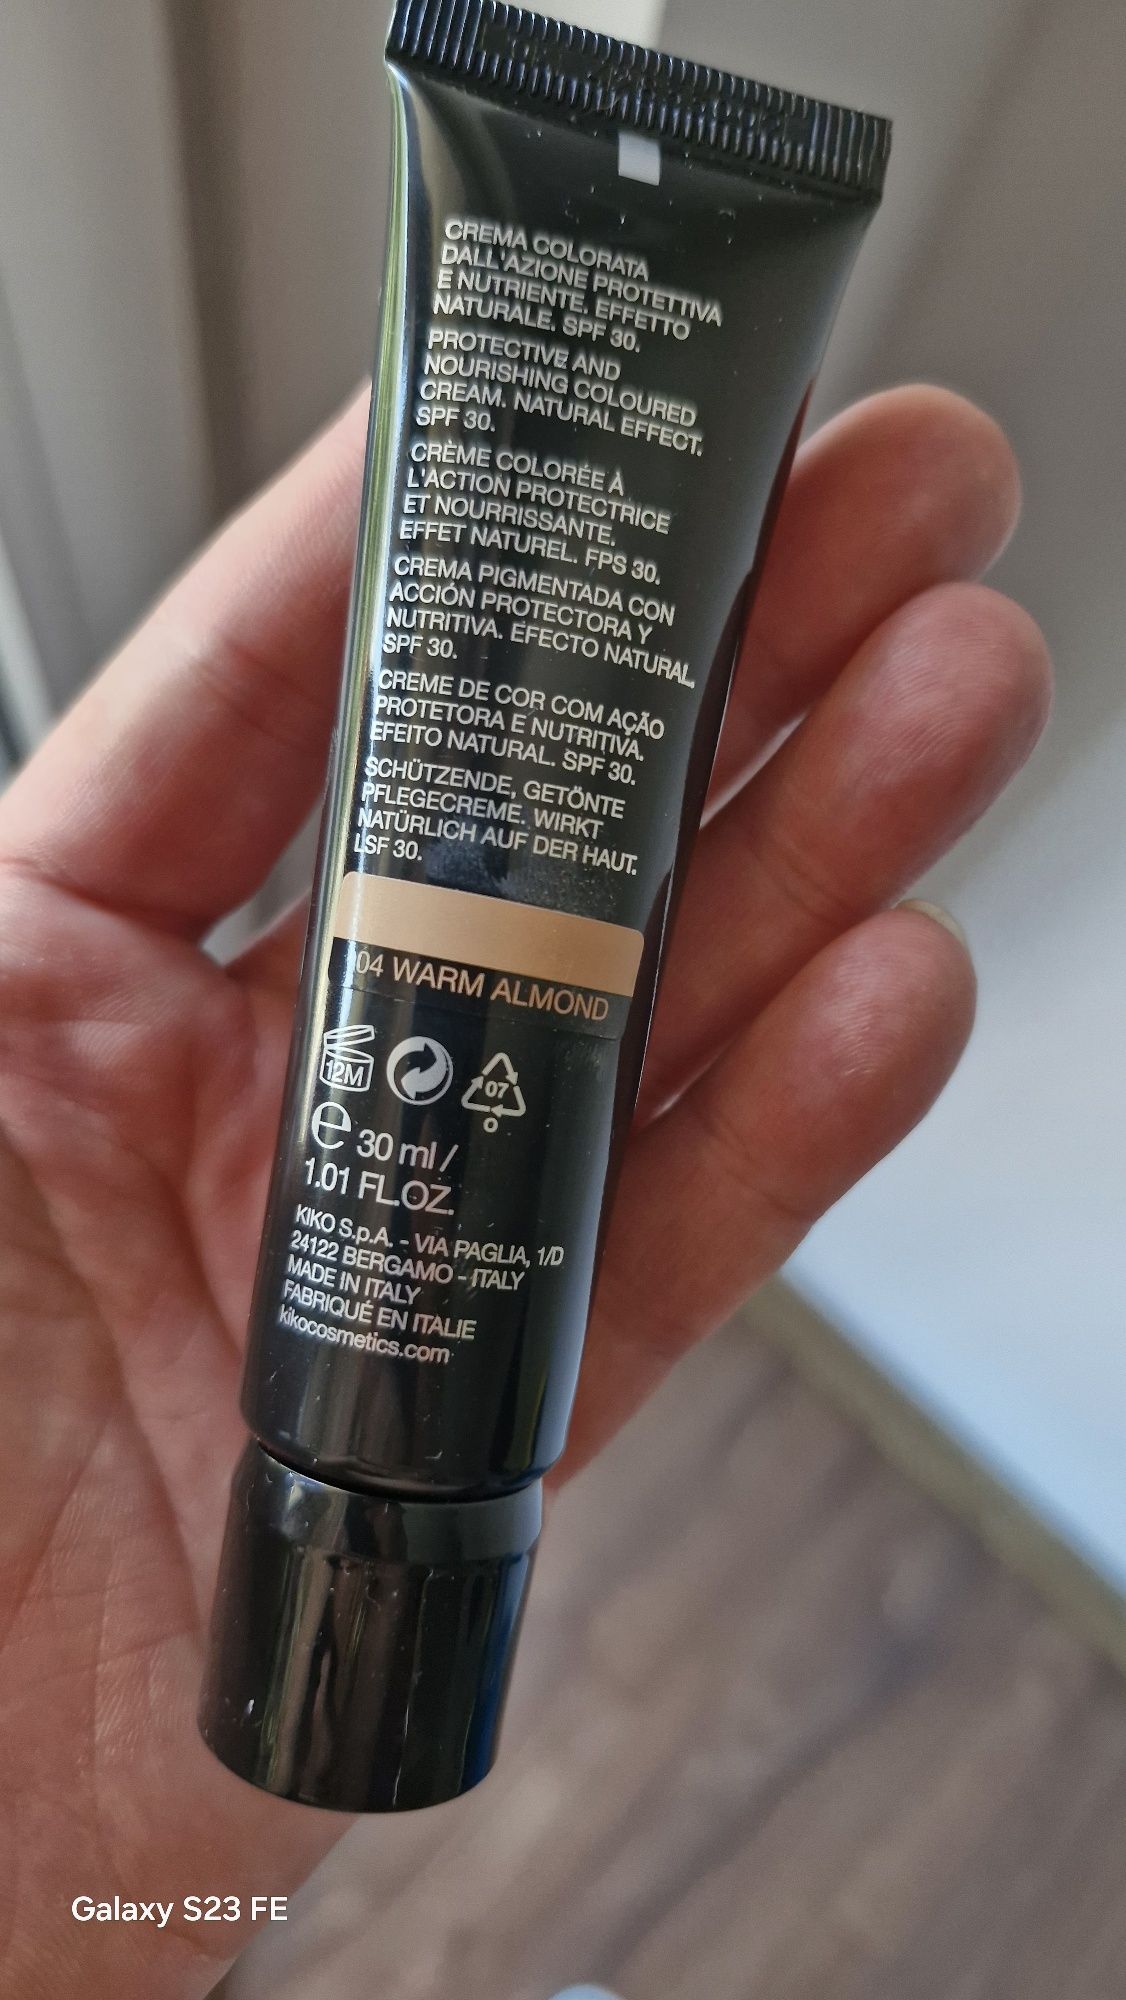 CREMA COLORATA
DALL'AZIONE PROTETTIVA
E NUTRIENTE. EFFETTO
NATURALE. SPF 30.
PROTECTIVE AND
NOURISHING COLOURED
CREAM. NATURAL EFFECT.
SPF 30.
CRÈME COLORÉE À
L'ACTION PROTECTRICE
ET NOURRISSANTE.
EFFET NATUREL. FPS 30.
CREMA PIGMENTADA CON
ACCIÓN PROTECTORA Y
NUTRITIVA. EFECTO NATURAL.
SPF 30.
CREME DE COR COM AÇÃO
PROTETORA E NUTRITIVA.
EFEITO NATURAL. SPF 30.
SCHÜTZENDE, GETÖNTE
PFLEGECREME. WIRKT
NATÜRLICH AUF DER HAUT.
LSF 30.
WARM ALMOND
12M
07
O
e 30 ml /
1.01 FL.OZ.
KIKO S.p.A. - VIA PAGLIA, 1/D
24122 BERGAMO - ITALY
MADE IN ITALY
FABRIQUÉ EN ITALIE
kikocosmetics.com
Galaxy S23 FE